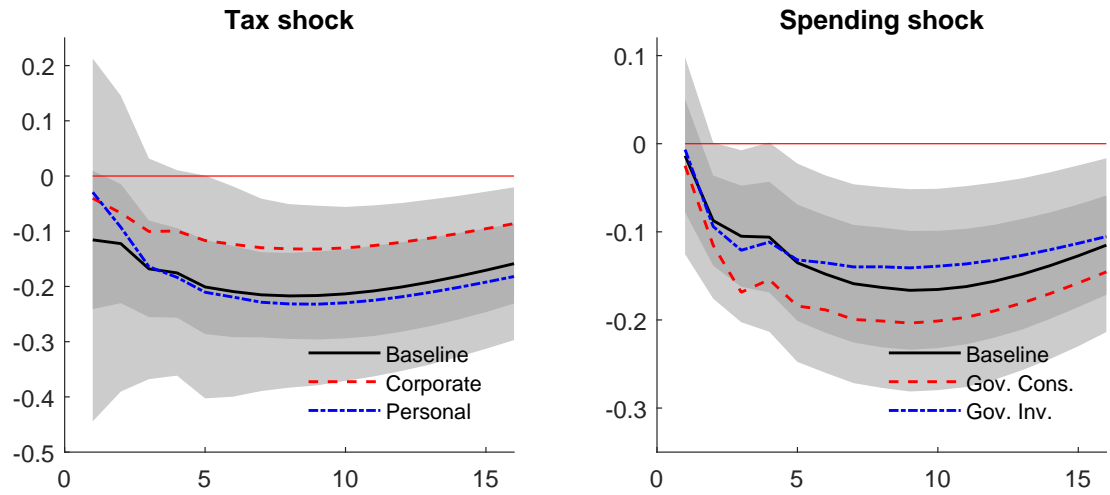 Tax shock
0.2
0.1
0
-0.1
-0.2
-0.3
-0.4
-0.5
0
5
10
15
Baseline
Corporate
Personal
Spending shock
0.1
0
-0.1
-0.2
-0.3
0
5
10
15
Baseline
Gov. Cons.
Gov. Inv.